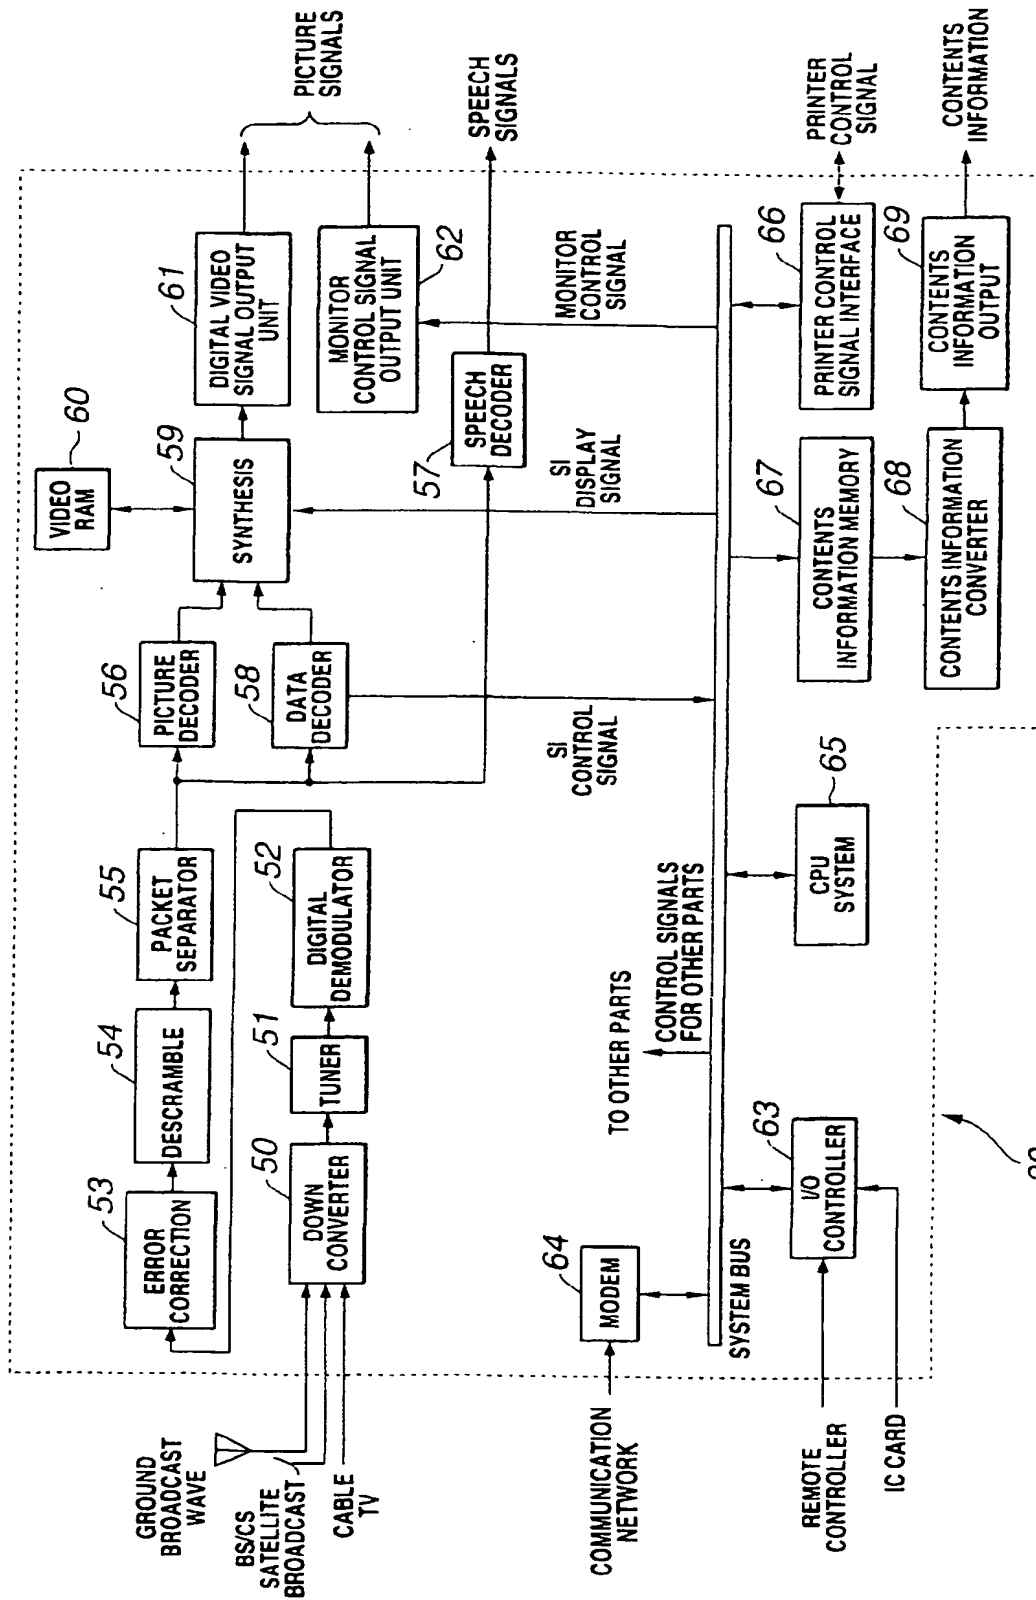 GROUND
BROADCAST
WAVE
BS/CS
SATELLITE
BROADCAST
CABLE
TV
53
ERROR
CORRECTION
54
DESCRAMBLE
55
PACKET
SEPARATOR
50
DOWN
CONVERTER
51
TUNER
52
DIGITAL
DEMODULATOR
56
PICTURE
DECODER
58
DATA
DECODER
60
VIDEO
RAM
59
SYNTHESIS
61
DIGITAL VIDEO
SIGNAL OUTPUT
UNIT
MONITOR
CONTROL SIGNAL
OUTPUT UNIT
62
PICTURE
SIGNALS
57
SPEECH
DECODER
SPEECH
SIGNALS
SI
CONTROL
SIGNAL
SI
DISPLAY
SIGNAL
MONITOR
CONTROL
SIGNAL
COMMUNICATION
NETWORK
64
MODEM
TO OTHER PARTS
CONTROL SIGNALS
FOR OTHER PARTS
SYSTEM BUS
REMOTE
CONTROLLER
IC CARD
63
I/O
CONTROLLER
65
CPU
SYSTEM
67
CONTENTS
INFORMATION MEMORY
66
PRINTER CONTROL
SIGNAL INTERFACE
PRINTER
CONTROL
SIGNAL
68
CONTENTS INFORMATION
CONVERTER
69
CONTENTS
INFORMATION
OUTPUT
CONTENTS
INFORMATION